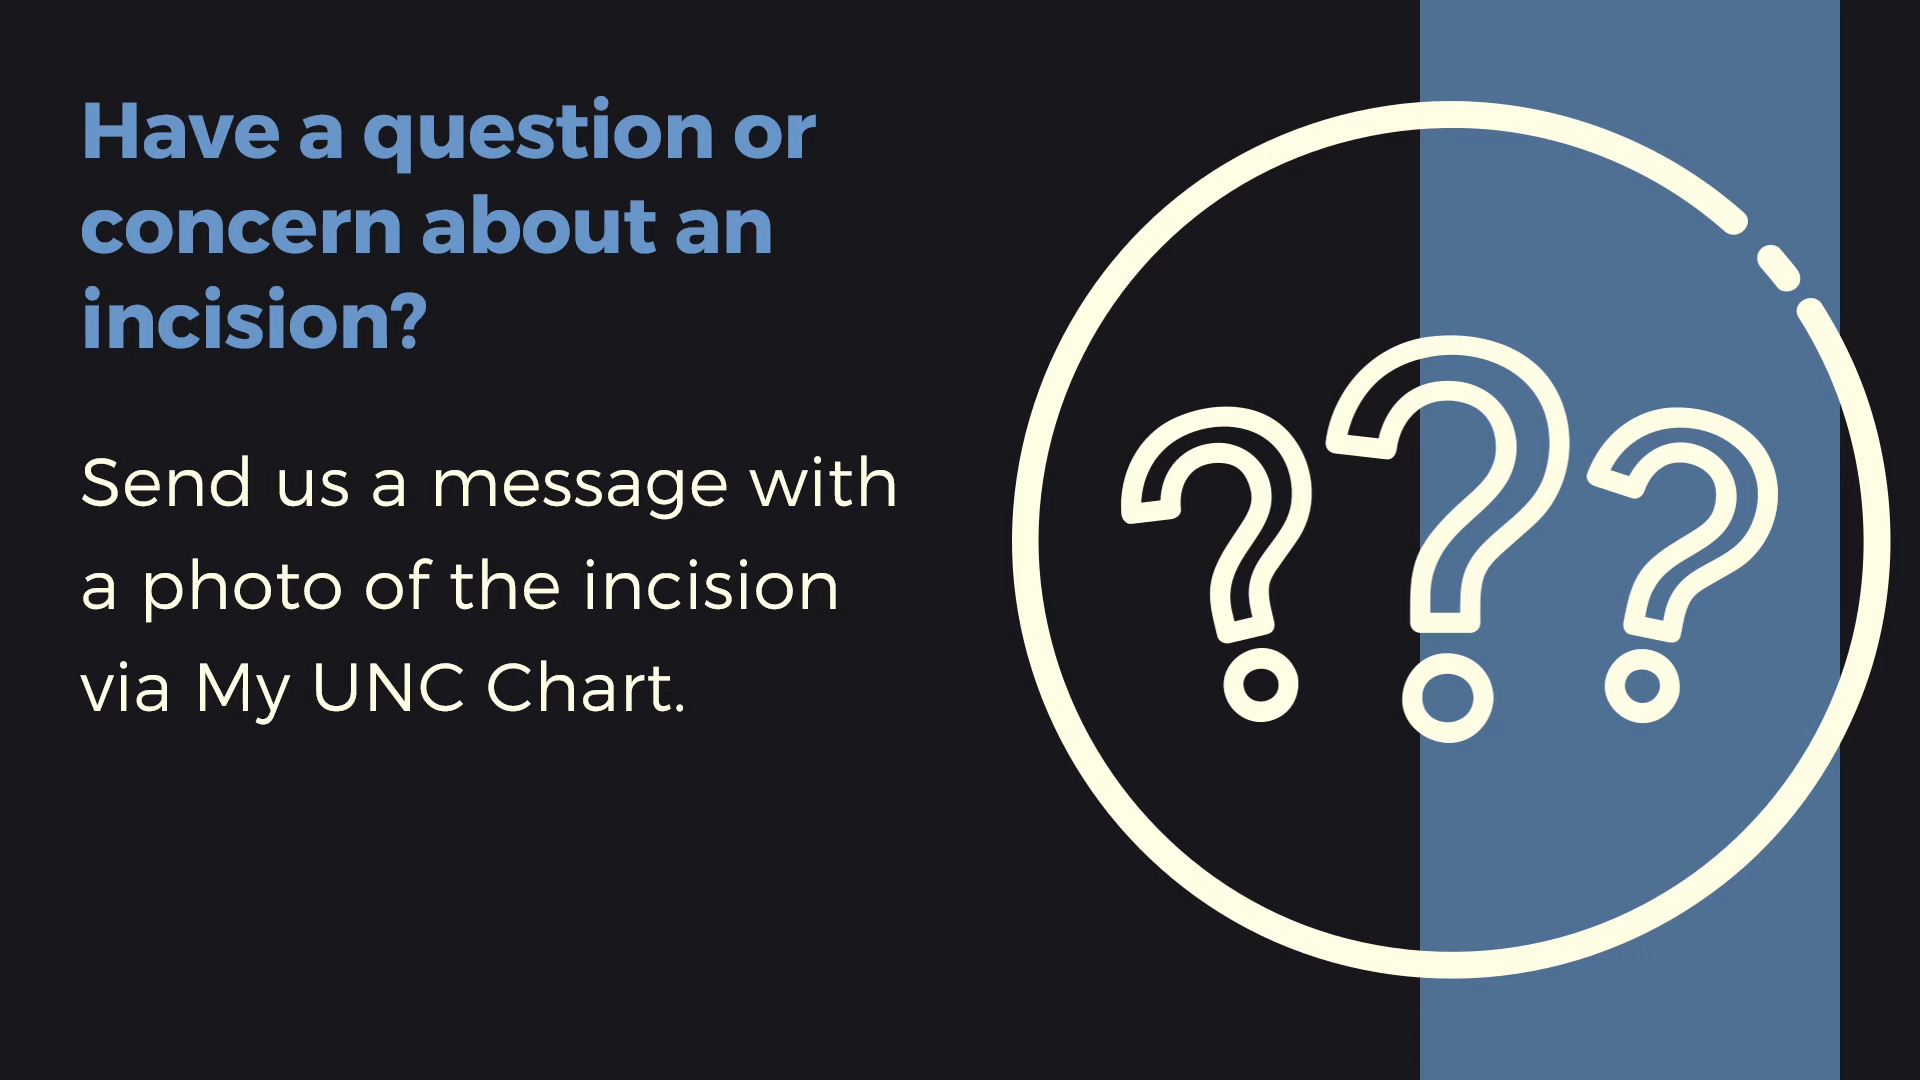 Have a question or
concern about an
incision?
Send us a message with
a photo of the incision
via My UNC Chart.